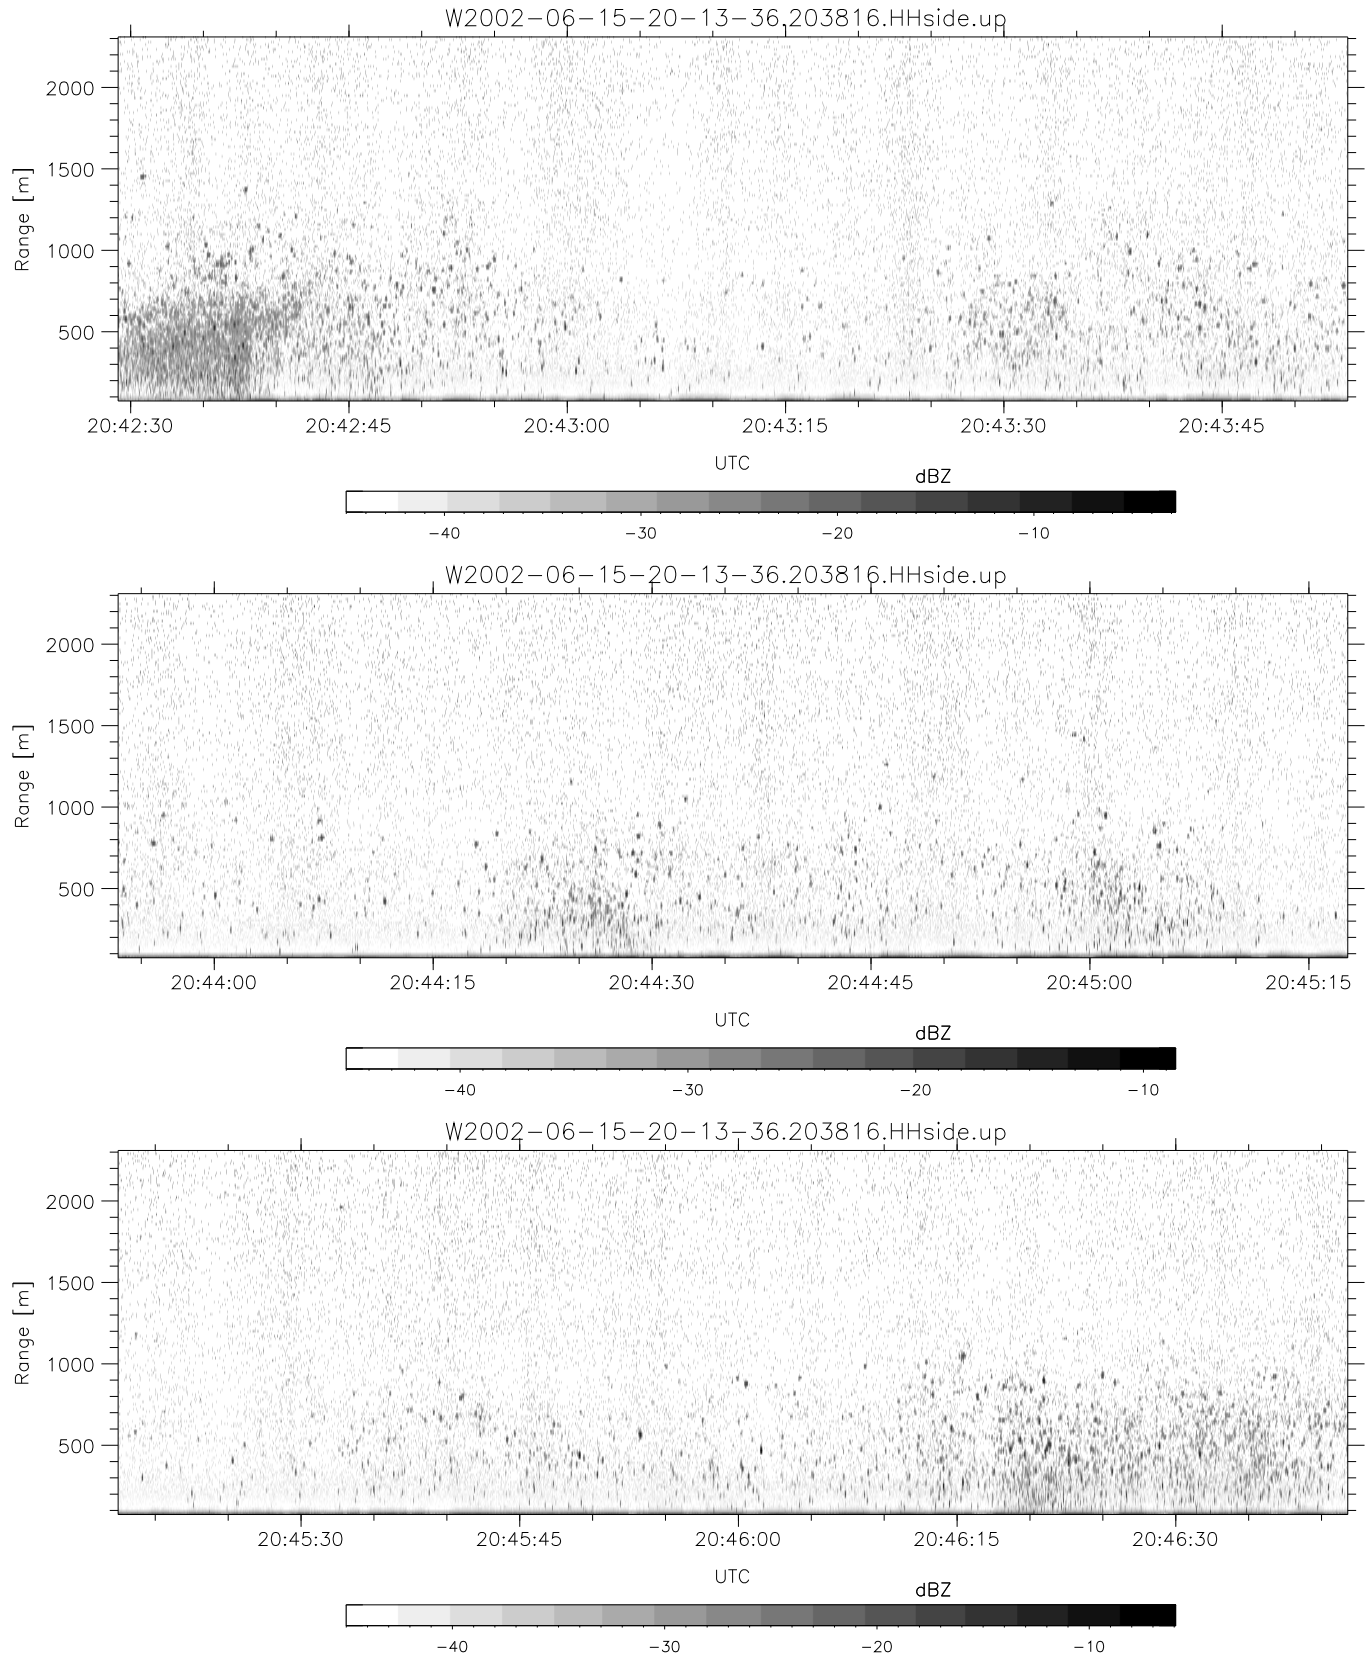 W2002-06-15-20-13-36.203816.HHside.up
2000
1500
1000
500
Range [m]
20:42:30 20:42:45 20:43:00 20:43:15 20:43:30 20:43:45
UTC
dBZ
-40 -30 -20 -10
W2002-06-15-20-13-36.203816.HHside.up
2000
1500
1000
500
Range [m]
20:44:00 20:44:15 20:44:30 20:44:45 20:45:00 20:45:15
UTC
dBZ
-40 -30 -20 -10
W2002-06-15-20-13-36.203816.HHside.up
2000
1500
1000
500
Range [m]
20:45:30 20:45:45 20:46:00 20:46:15 20:46:30
UTC
dBZ
-40 -30 -20 -10